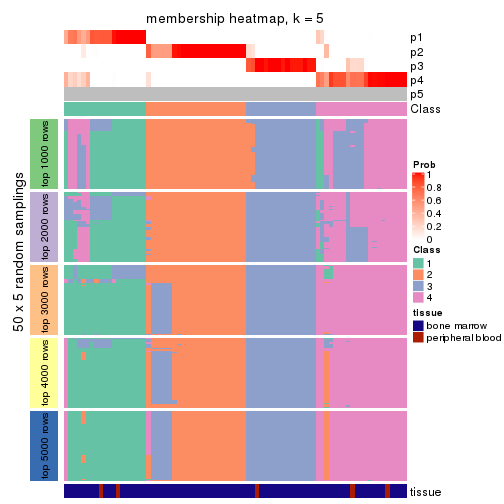 membership heatmap, k = 5
p1
p2
p3
p4
p5
Class
50 x 5 random samplings
top 1000 rows
top 2000 rows
top 3000 rows
top 4000 rows
top 5000 rows
Prob
1
0.8
0.6
0.4
0.2
0
Class
1
2
3
4
tissue
bone marrow
peripheral blood
tissue